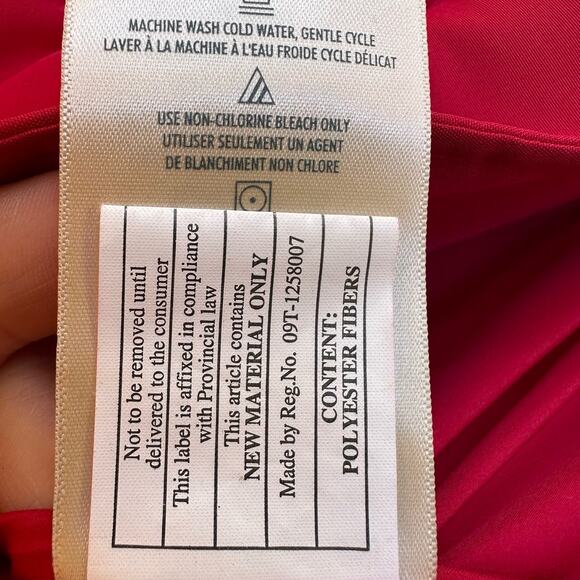 MACHINE WASH COLD WATER, GENTLE CYCLE
LAVER À LA MACHINE À L'EAU FROIDE CYCLE DÉLICAT
USE NON-CHLORINE BLEACH ONLY
UTILISER SEULEMENT UN AGENT
DE BLANCHIMENT NON CHLORE
Not to be removed until
delivered to the consumer
This label is affixed in compliance
with Provincial law
This article contains
NEW MATERIAL ONLY
Made by Reg.No. 09T-1258007
CONTENT:
POLYESTER FIBERS